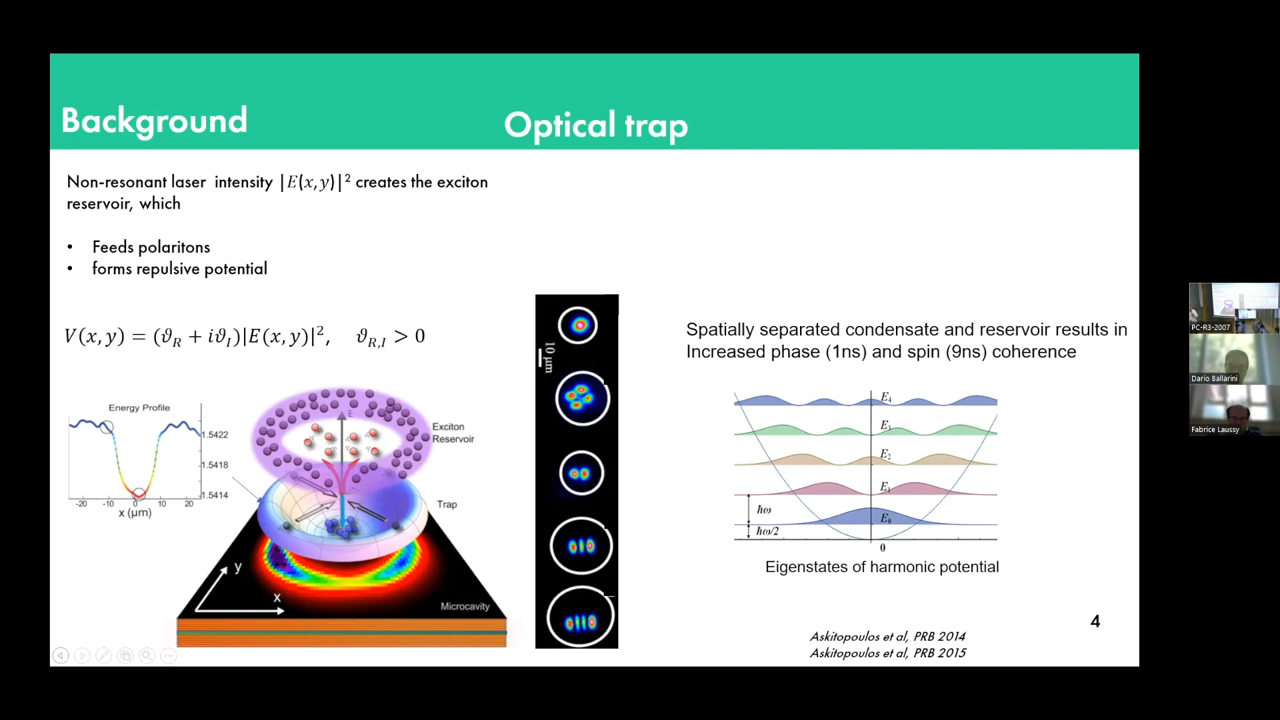 Background
Optical trap
Non-resonant laser intensity |E(x,y)|² creates the exciton
reservoir, which
• Feeds polaritons
• forms repulsive potential
V(x,y) = (ϑ_R + iϑ_I)|E(x,y)|², ϑ_{R,I} > 0
Energy Profile
1.5422
1.5418
1.5414
-20 -10 0 10 20
x (μm)
E
Exciton
Reservoir
Trap
y
x
Microcavity
10 μm
Spatially separated condensate and reservoir results in
Increased phase (1ns) and spin (9ns) coherence
E₄
E₃
E₂
E₁
E₀
ħω
ħω/2
0
Eigenstates of harmonic potential
4
Askitopoulos et al, PRB 2014
Askitopoulos et al, PRB 2015
PC-R3-2007
Dario Ballarini
Fabrice Laussy